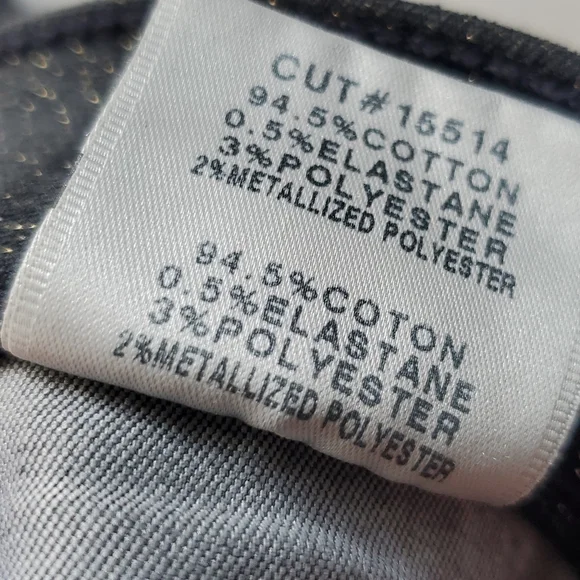 CUT#15514
94.5%COTTON
0.5%ELASTANE
3%POLYESTER
2%METALLIZED POLYESTER
94.5%COTON
0.5%ELASTANE
3%POLYESTER
2%METALLIZED POLYESTER